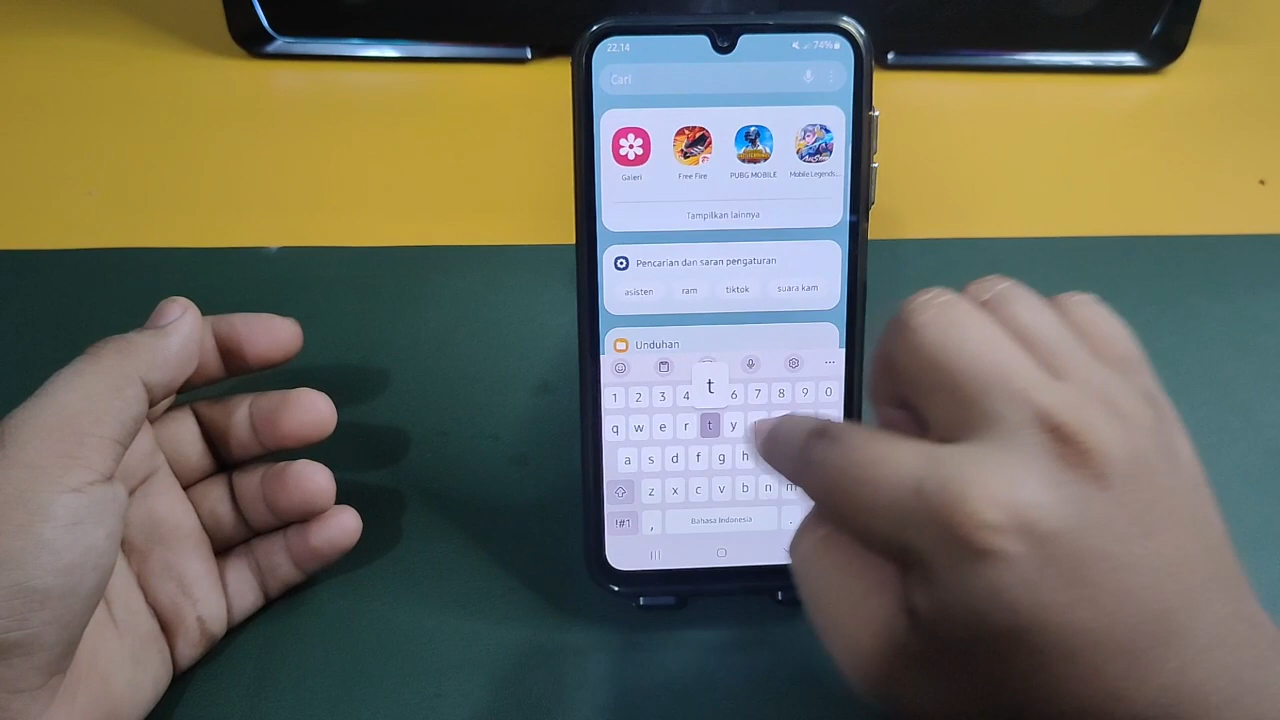 22.14
74%
Cari
Galeri
Free Fire
PUBG MOBILE
Mobile Legends...
Tampilkan lainnya
Pencarian dan saran pengaturan
asisten
ram
tiktok
suara kam
Unduhan
t
1 2 3 4 6 7 8 9 0
q w e r t y
a s d f g h
z x c v b n m
!#1 , Bahasa Indonesia .